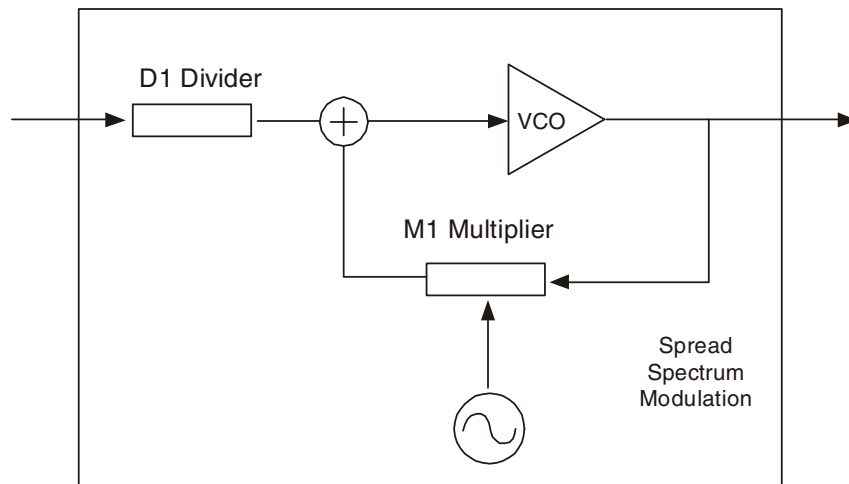 D1 Divider
VCO
M1 Multiplier
Spread
Spectrum
Modulation